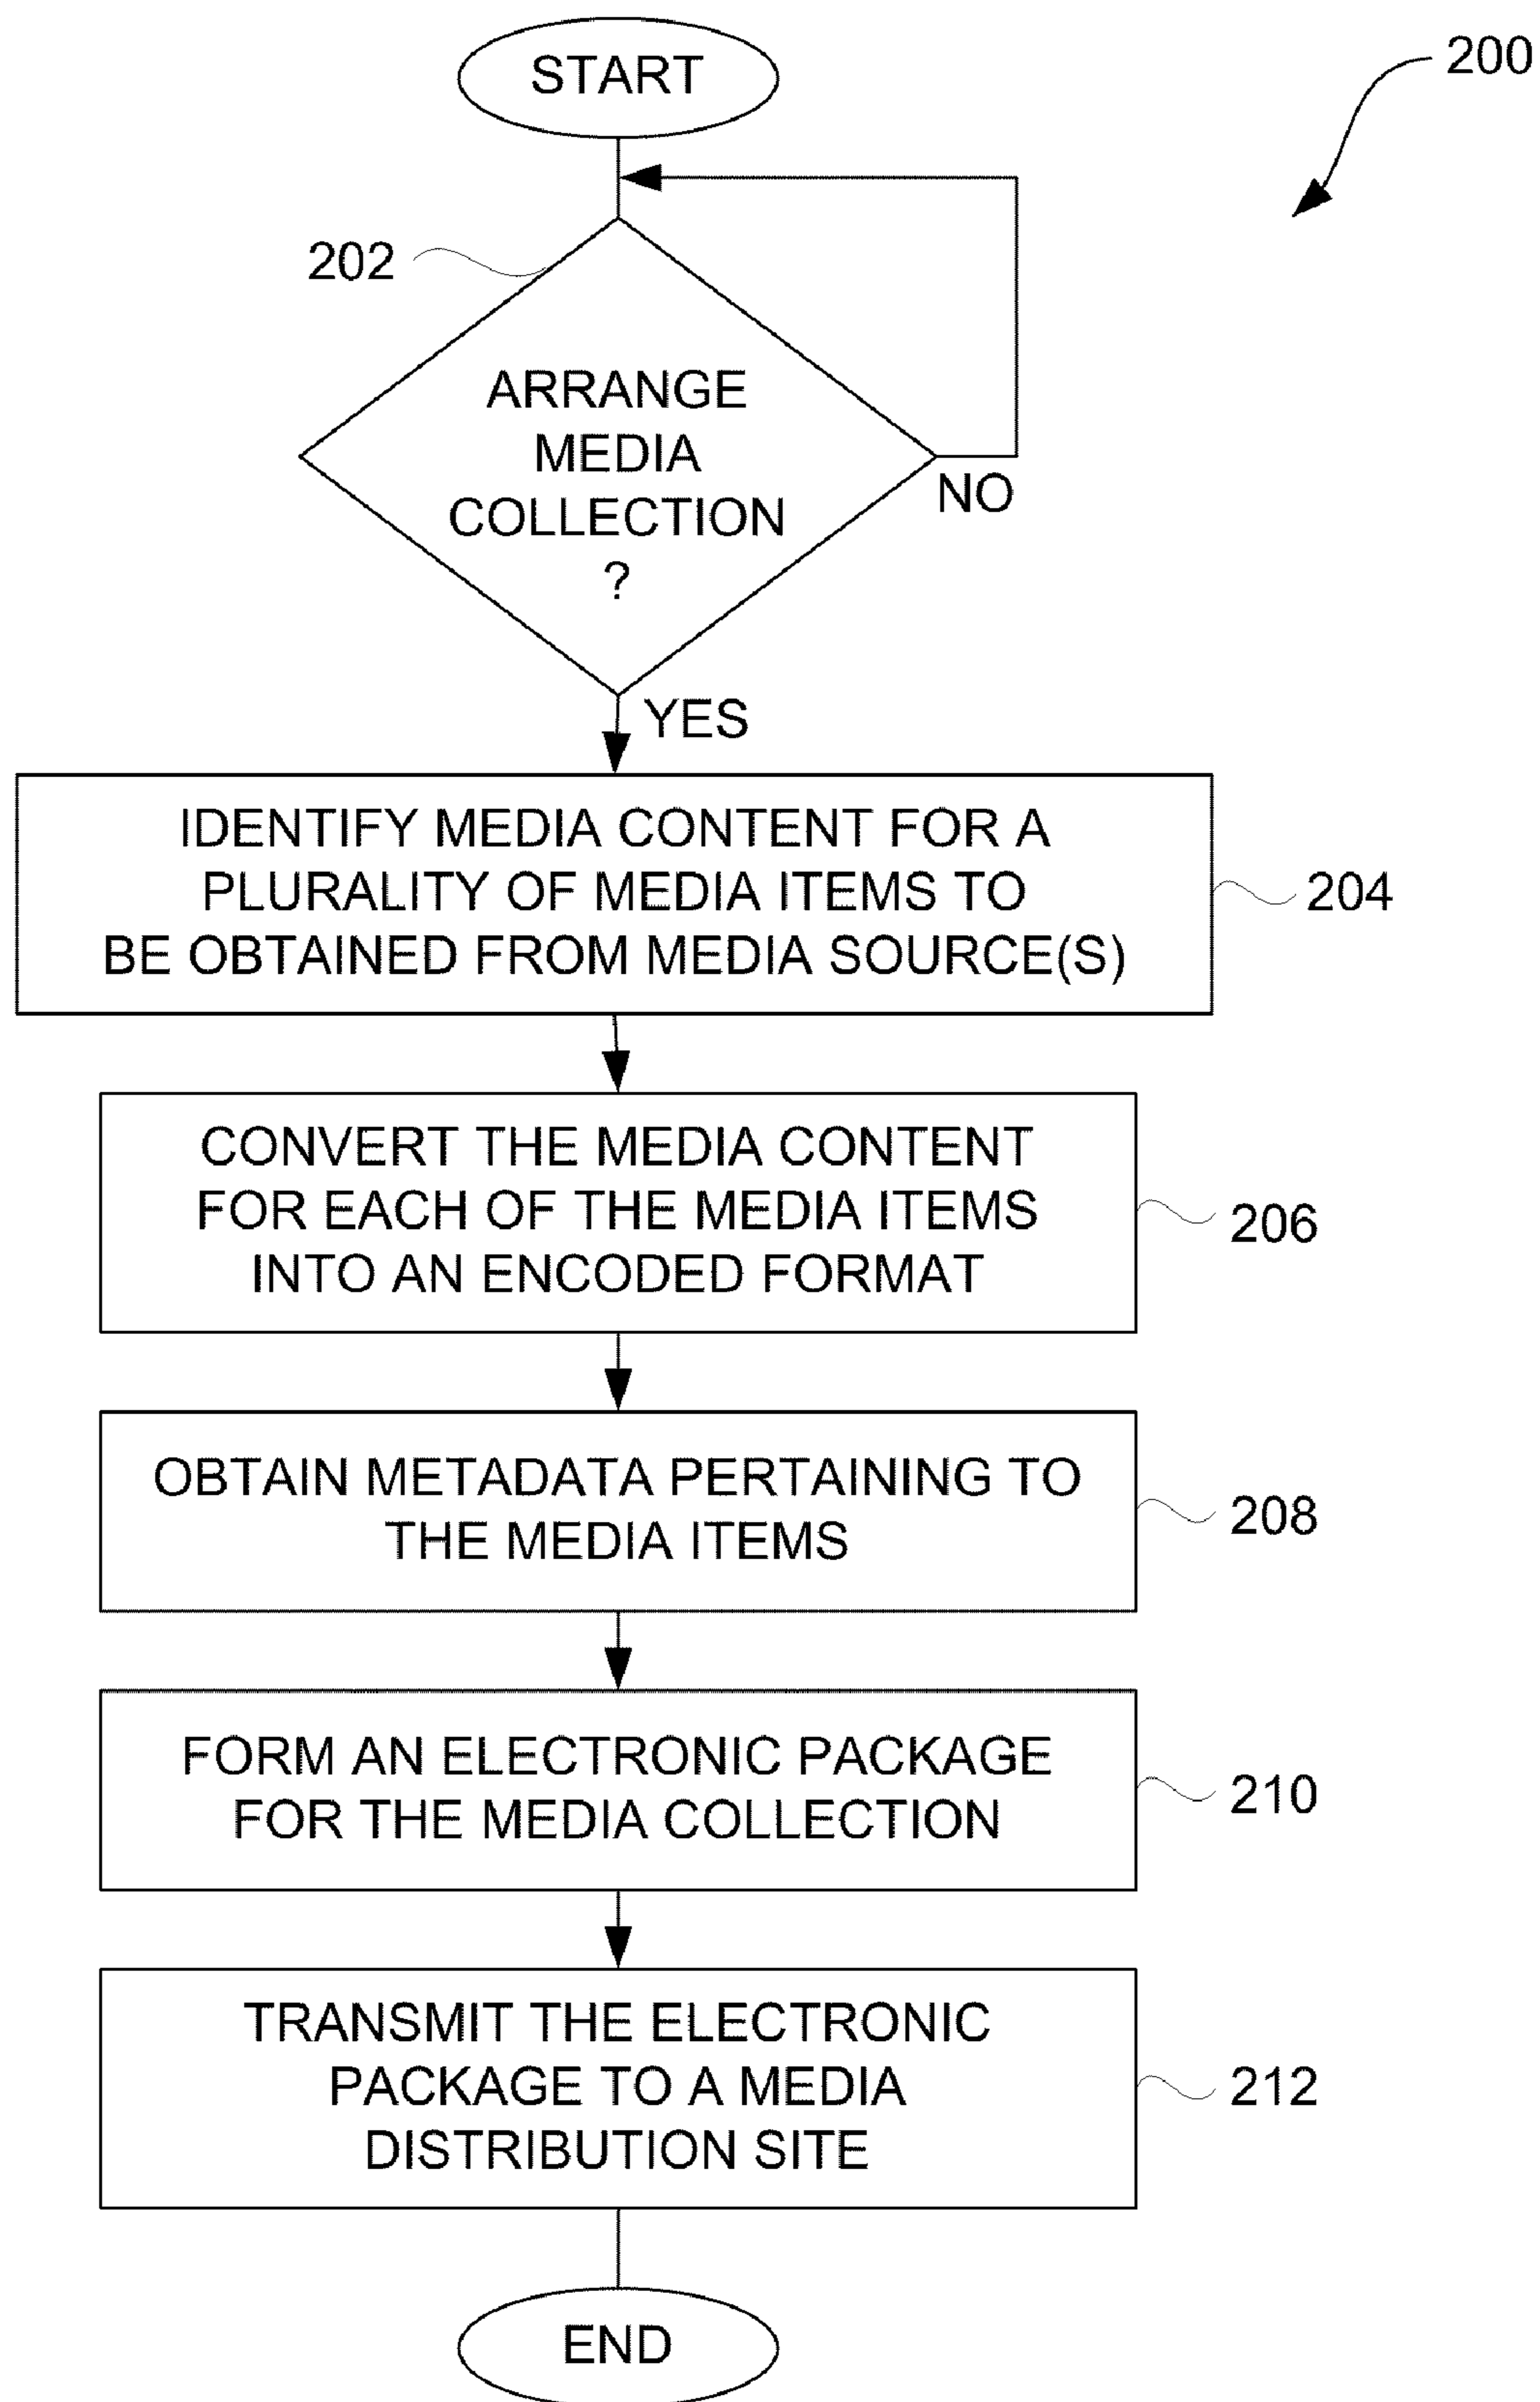 START
200
202
ARRANGE
MEDIA
COLLECTION
?
NO
YES
IDENTIFY MEDIA CONTENT FOR A
PLURALITY OF MEDIA ITEMS TO
BE OBTAINED FROM MEDIA SOURCE(S)
204
CONVERT THE MEDIA CONTENT
FOR EACH OF THE MEDIA ITEMS
INTO AN ENCODED FORMAT
206
OBTAIN METADATA PERTAINING TO
THE MEDIA ITEMS
208
FORM AN ELECTRONIC PACKAGE
FOR THE MEDIA COLLECTION
210
TRANSMIT THE ELECTRONIC
PACKAGE TO A MEDIA
DISTRIBUTION SITE
212
END